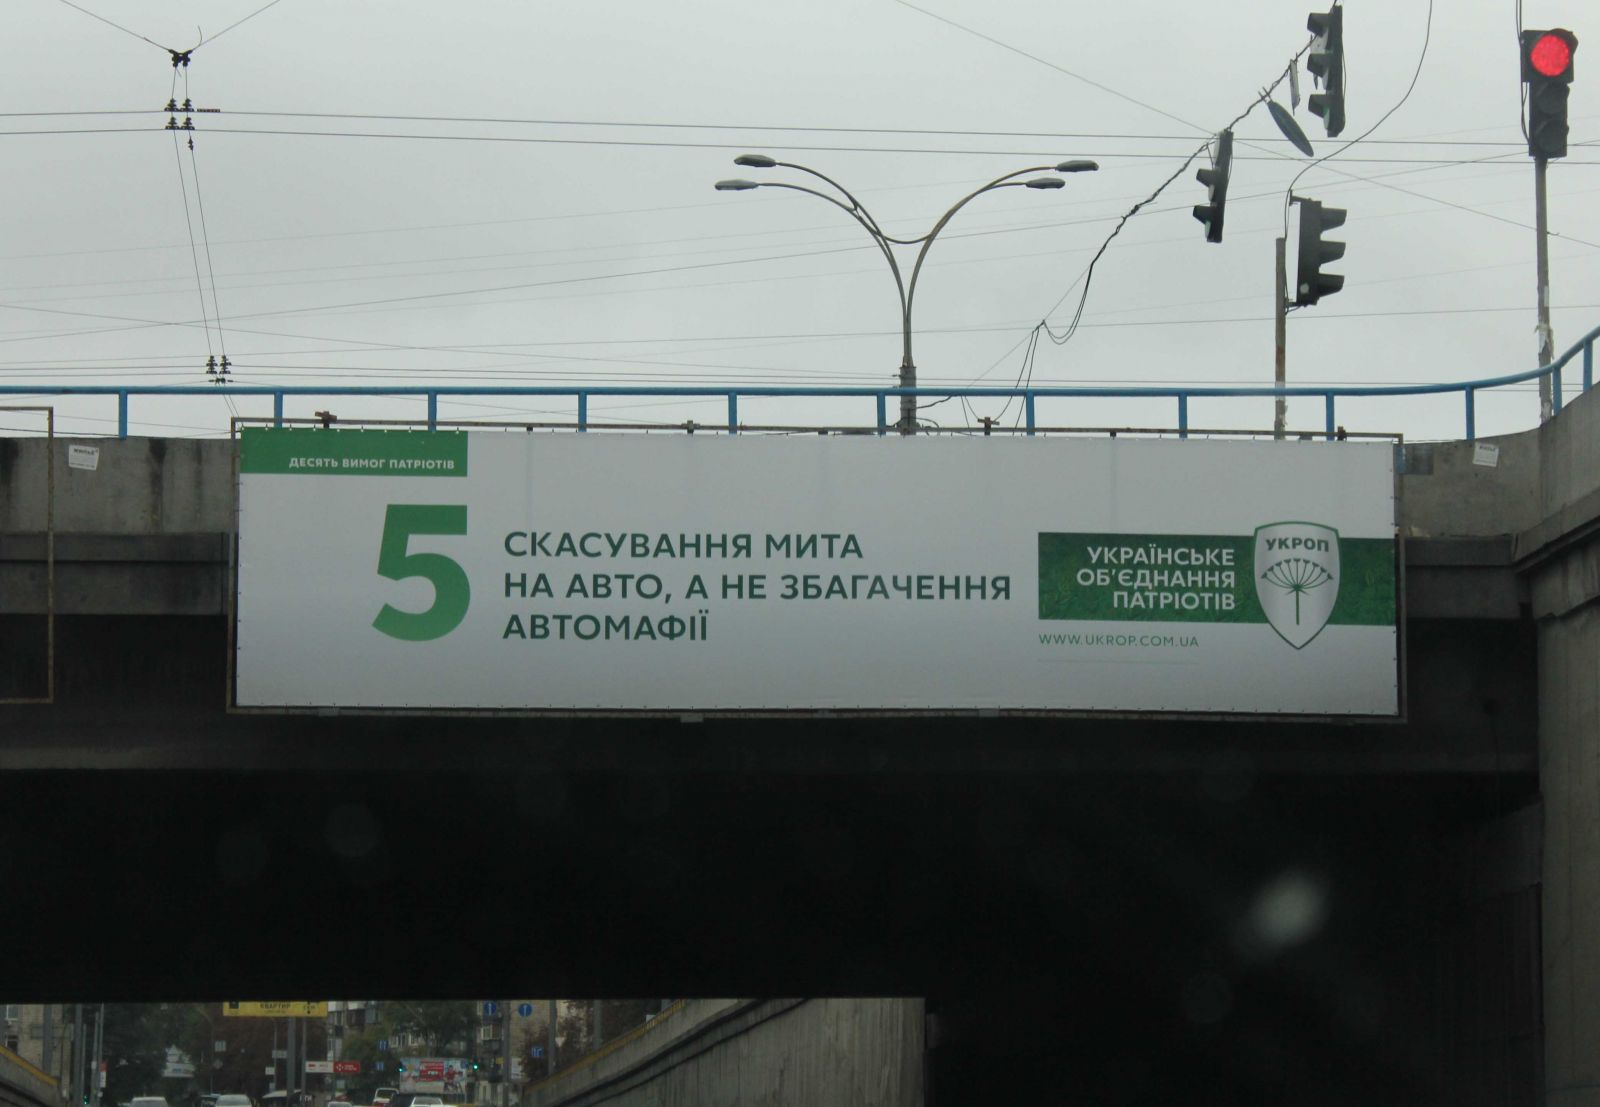 ДЕСЯТЬ ВИМОГ ПАТРІОТІВ
5
СКАСУВАННЯ МИТА
НА АВТО, А НЕ ЗБАГАЧЕННЯ
АВТОМАФІЇ
УКРАЇНСЬКЕ
ОБ'ЄДНАННЯ
ПАТРІОТІВ
УКРОП
WWW.UKROP.COM.UA
КВАРТИР